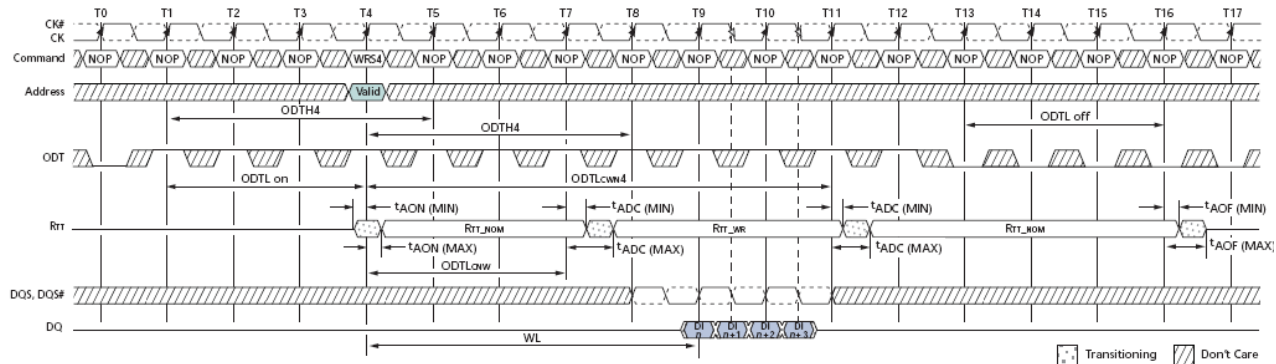 T0 T1 T2 T3 T4 T5 T6 T7 T8 T9 T10 T11 T12 T13 T14 T15 T16 T17
CK#
CK
Command NOP NOP NOP NOP WRS4 NOP NOP NOP NOP NOP NOP NOP NOP NOP NOP NOP NOP NOP
Address Valid
ODTH4 ODTH4 ODTL off
ODT
ODTL on ODTLCWN4
tAON (MIN) tADC (MIN) tADC (MIN) tAOF (MIN)
RTT RTT_NOM RTT_WR RTT_NOM
tAON (MAX) tADC (MAX) tADC (MAX) tAOF (MAX)
ODTLCNW
DQS, DQS#
DQ DI n DI n + 1 DI n + 2 DI n + 3
WL
Transitioning Don't Care